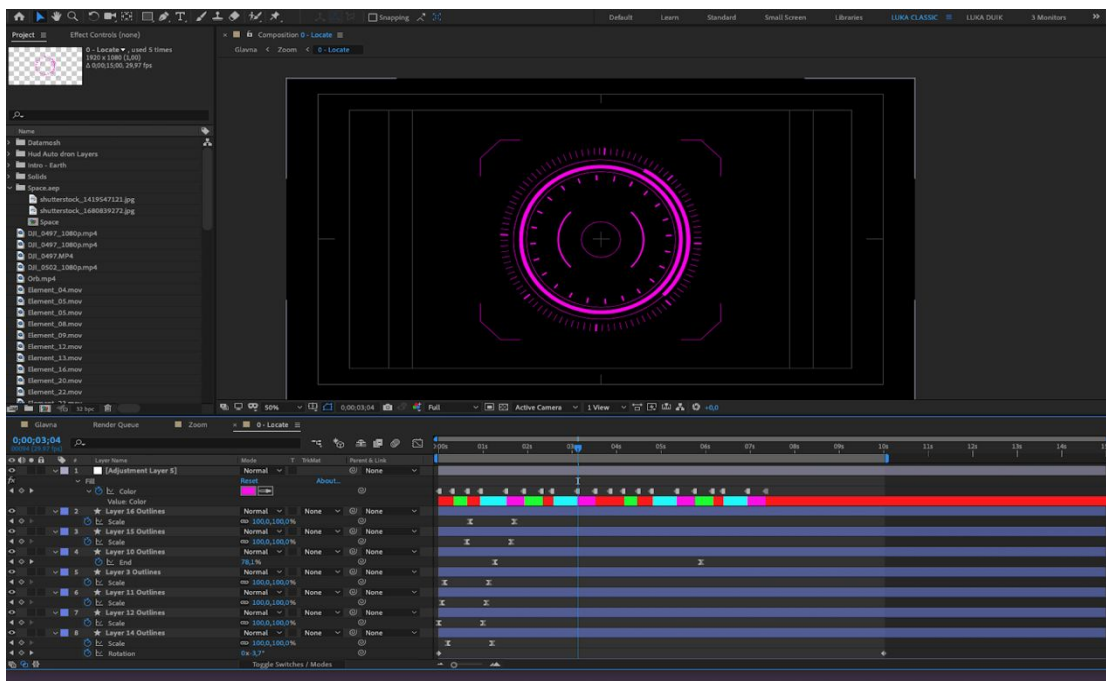 Snapping
Default Learn Standard Small Screen Libraries LUKA CLASSIC LUKA DUIK 3 Monitors
Project Effect Controls (none)
Composition 0 - Locate
0 - Locate , used 5 times
1920 x 1080 (1,00)
Δ 0;00;15;00, 29,97 fps
Glavna Zoom 0 - Locate
Name
Datamosh
Hud Auto dron Layers
Intro - Earth
Solids
Space.aep
shutterstock_1419547121.jpg
shutterstock_1680839272.jpg
Space
DJI_0497_1080p.mp4
DJI_0497_1080p.mp4
DJI_0497.MP4
DJI_0502_1080p.mp4
Orb.mp4
Element_04.mov
Element_05.mov
Element_05.mov
Element_08.mov
Element_09.mov
Element_12.mov
Element_13.mov
Element_16.mov
Element_20.mov
Element_22.mov
32 bpc
50% 0;00;03;04 Full Active Camera 1 View +0,0
Glavna Render Queue Zoom 0 - Locate
0;00;03;04
00094 (29.97 fps)
01s 02s 04s 05s 06s 07s 08s 09s 10s 11s 12s 13s 14s
# Layer Name Mode T TrkMat Parent & Link
1 [Adjustment Layer 5] Normal None
fx Fill Reset About...
Color
Value: Color
2 Layer 16 Outlines Normal None None
Scale 100,0,100,0%
3 Layer 15 Outlines Normal None None
Scale 100,0,100,0%
4 Layer 10 Outlines Normal None None
End 78,1%
5 Layer 3 Outlines Normal None None
Scale 100,0,100,0%
6 Layer 11 Outlines Normal None None
Scale 100,0,100,0%
7 Layer 12 Outlines Normal None None
Scale 100,0,100,0%
8 Layer 14 Outlines Normal None None
Scale 100,0,100,0%
Rotation 0x-3,7°
Toggle Switches / Modes